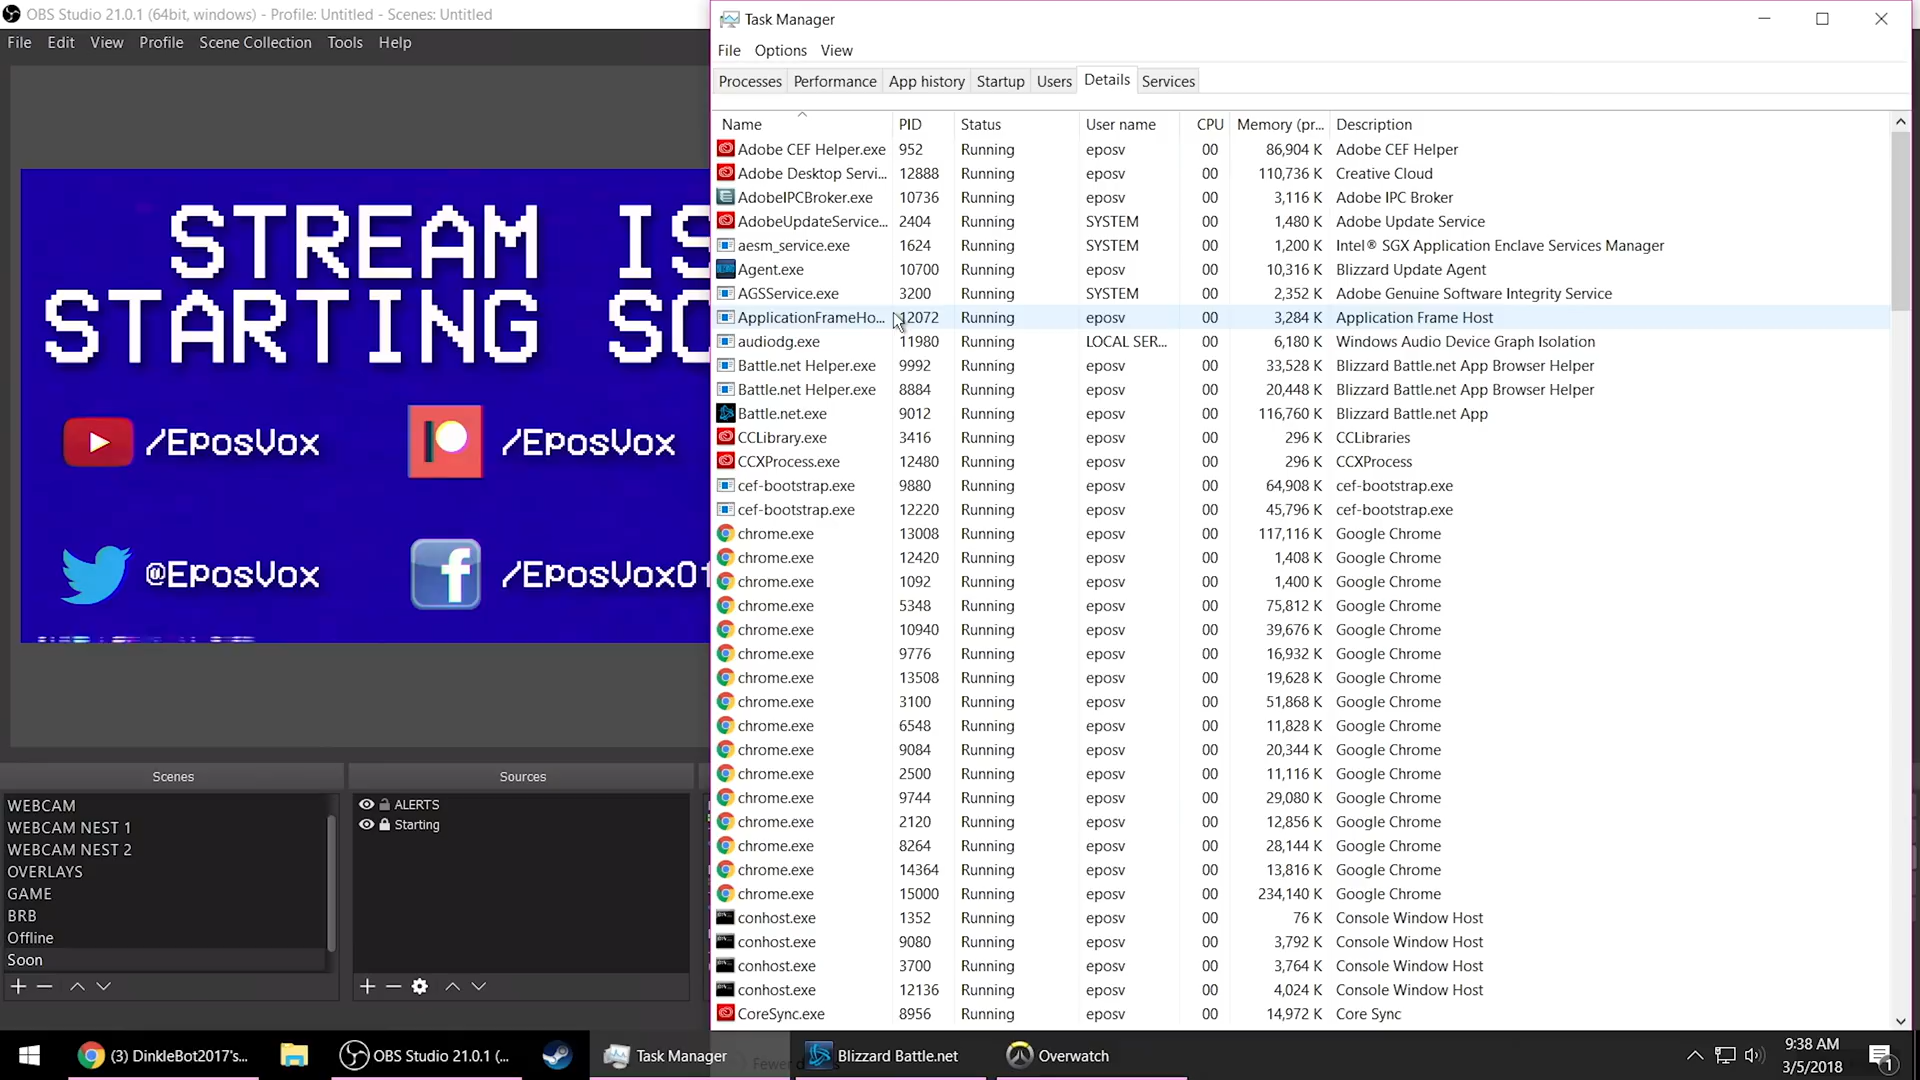 OBS Studio 21.0.1 (64bit, windows) - Profile: Untitled - Scenes: Untitled
File Edit View Profile Scene Collection Tools Help
STREAM IS
STARTING SO
/EposVox /EposVox
@EposVox /EposVoxOf
Scenes Sources
WEBCAM
WEBCAM NEST 1
WEBCAM NEST 2
OVERLAYS
GAME
BRB
Offline
Soon
ALERTS
Starting
Task Manager
File Options View
Processes Performance App history Startup Users Details Services
Name PID Status User name CPU Memory (pr... Description
Adobe CEF Helper.exe 952 Running eposv 00 86,904 K Adobe CEF Helper
Adobe Desktop Servi... 12888 Running eposv 00 110,736 K Creative Cloud
AdobeIPCBroker.exe 10736 Running eposv 00 3,116 K Adobe IPC Broker
AdobeUpdateService... 2404 Running SYSTEM 00 1,480 K Adobe Update Service
aesm_service.exe 1624 Running SYSTEM 00 1,200 K Intel® SGX Application Enclave Services Manager
Agent.exe 10700 Running eposv 00 10,316 K Blizzard Update Agent
AGSService.exe 3200 Running SYSTEM 00 2,352 K Adobe Genuine Software Integrity Service
ApplicationFrameHo... 12072 Running eposv 00 3,284 K Application Frame Host
audiodg.exe 11980 Running LOCAL SER... 00 6,180 K Windows Audio Device Graph Isolation
Battle.net Helper.exe 9992 Running eposv 00 33,528 K Blizzard Battle.net App Browser Helper
Battle.net Helper.exe 8884 Running eposv 00 20,448 K Blizzard Battle.net App Browser Helper
Battle.net.exe 9012 Running eposv 00 116,760 K Blizzard Battle.net App
CCLibrary.exe 3416 Running eposv 00 296 K CCLibraries
CCXProcess.exe 12480 Running eposv 00 296 K CCXProcess
cef-bootstrap.exe 9880 Running eposv 00 64,908 K cef-bootstrap.exe
cef-bootstrap.exe 12220 Running eposv 00 45,796 K cef-bootstrap.exe
chrome.exe 13008 Running eposv 00 117,116 K Google Chrome
chrome.exe 12420 Running eposv 00 1,408 K Google Chrome
chrome.exe 1092 Running eposv 00 1,400 K Google Chrome
chrome.exe 5348 Running eposv 00 75,812 K Google Chrome
chrome.exe 10940 Running eposv 00 39,676 K Google Chrome
chrome.exe 9776 Running eposv 00 16,932 K Google Chrome
chrome.exe 13508 Running eposv 00 19,628 K Google Chrome
chrome.exe 3100 Running eposv 00 51,868 K Google Chrome
chrome.exe 6548 Running eposv 00 11,828 K Google Chrome
chrome.exe 9084 Running eposv 00 20,344 K Google Chrome
chrome.exe 2500 Running eposv 00 11,116 K Google Chrome
chrome.exe 9744 Running eposv 00 29,080 K Google Chrome
chrome.exe 2120 Running eposv 00 12,856 K Google Chrome
chrome.exe 8264 Running eposv 00 28,144 K Google Chrome
chrome.exe 14364 Running eposv 00 13,816 K Google Chrome
chrome.exe 15000 Running eposv 00 234,140 K Google Chrome
conhost.exe 1352 Running eposv 00 76 K Console Window Host
conhost.exe 9080 Running eposv 00 3,792 K Console Window Host
conhost.exe 3700 Running eposv 00 3,764 K Console Window Host
conhost.exe 12136 Running eposv 00 4,024 K Console Window Host
CoreSync.exe 8956 Running eposv 00 14,972 K Core Sync
(3) DinkleBot2017's... OBS Studio 21.0.1 (... Task Manager Blizzard Battle.net Overwatch
9:38 AM
3/5/2018
1